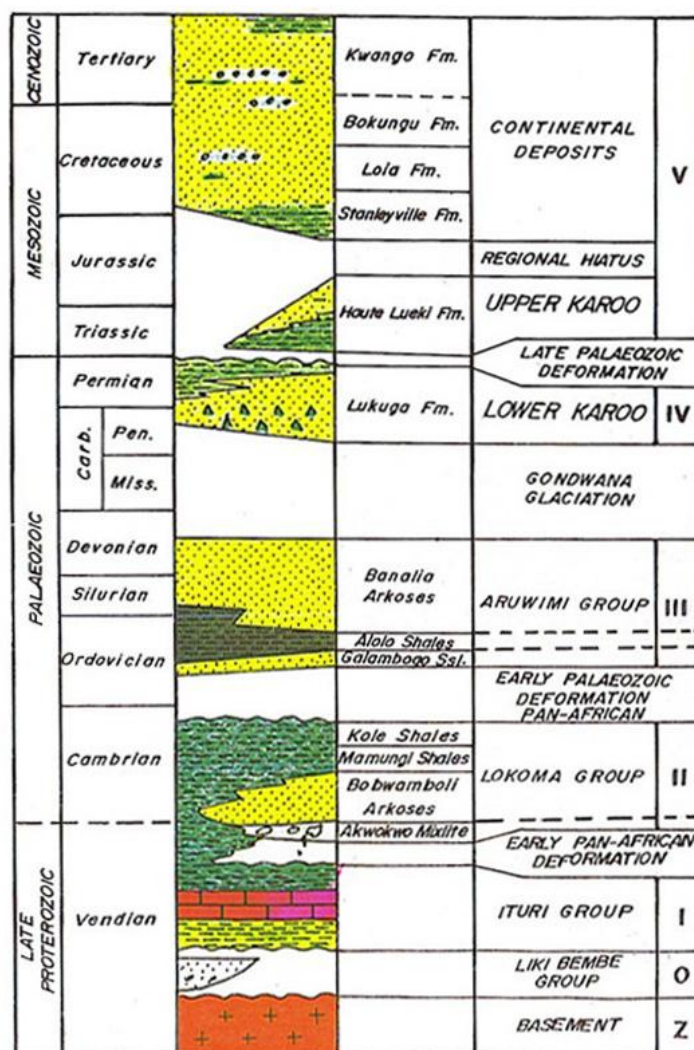 CENOZOIC
Tertiary
Kwango Fm.
CONTINENTAL
DEPOSITS
V
MESOZOIC
Cretaceous
Bokungu Fm.
Loia Fm.
Stanleyville Fm.
Jurassic
REGIONAL HIATUS
Haute Lueki Fm.
UPPER KAROO
Triassic
LATE PALAEOZOIC
DEFORMATION
PALAEOZOIC
Permian
Lukuga Fm.
LOWER KAROO
IV
Carb.
Pen.
Miss.
GONDWANA
GLACIATION
Devonian
Banalia
Arkoses
ARUWIMI GROUP
III
Silurian
Alolo Shales
Galamboge Sst.
Ordovician
EARLY PALAEOZOIC
DEFORMATION
PAN-AFRICAN
Cambrian
Kole Shales
Mamungi Shales
Bobwamboli
Arkoses
LOKOMA GROUP
II
Akwokwo Mixlite
EARLY PAN-AFRICAN
DEFORMATION
LATE
PROTEROZOIC
Vendian
ITURI GROUP
I
LIKI BEMBE
GROUP
O
BASEMENT
Z